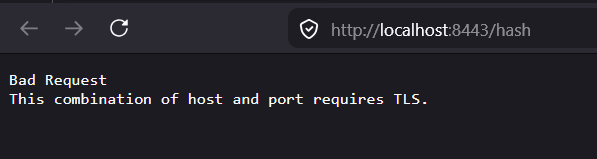 http://localhost:8443/hash
Bad Request
This combination of host and port requires TLS.